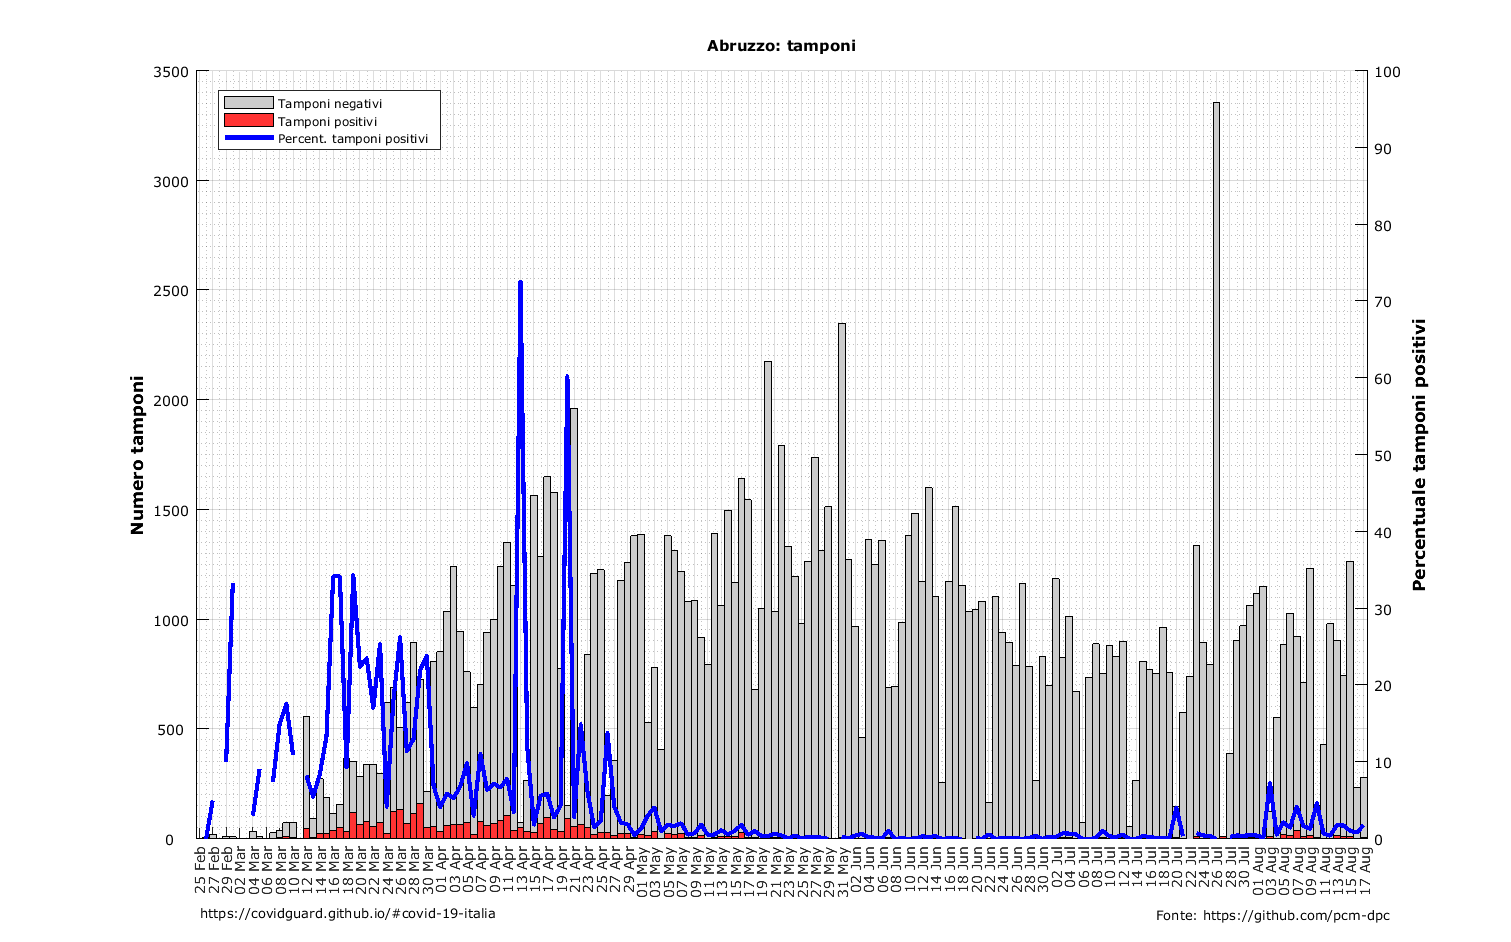 Abruzzo: tamponi
3500
3000
2500
2000
1500
1000
500
0
Numero tamponi
Tamponi negativi
Tamponi positivi
Percent. tamponi positivi
100
90
80
70
60
50
40
30
20
10
0
Percentuale tamponi positivi
25 Feb
27 Feb
29 Feb
02 Mar
04 Mar
06 Mar
08 Mar
10 Mar
12 Mar
14 Mar
16 Mar
18 Mar
20 Mar
22 Mar
24 Mar
26 Mar
28 Mar
30 Mar
01 Apr
03 Apr
05 Apr
07 Apr
09 Apr
11 Apr
13 Apr
15 Apr
17 Apr
19 Apr
21 Apr
23 Apr
25 Apr
27 Apr
29 Apr
01 May
03 May
05 May
07 May
09 May
11 May
13 May
15 May
17 May
19 May
21 May
23 May
25 May
27 May
29 May
31 May
02 Jun
04 Jun
06 Jun
08 Jun
10 Jun
12 Jun
14 Jun
16 Jun
18 Jun
20 Jun
22 Jun
24 Jun
26 Jun
28 Jun
30 Jun
02 Jul
04 Jul
06 Jul
08 Jul
10 Jul
12 Jul
14 Jul
16 Jul
18 Jul
20 Jul
22 Jul
24 Jul
26 Jul
28 Jul
30 Jul
01 Aug
03 Aug
05 Aug
07 Aug
09 Aug
11 Aug
13 Aug
15 Aug
17 Aug
https://covidguard.github.io/#covid-19-italia
Fonte: https://github.com/pcm-dpc